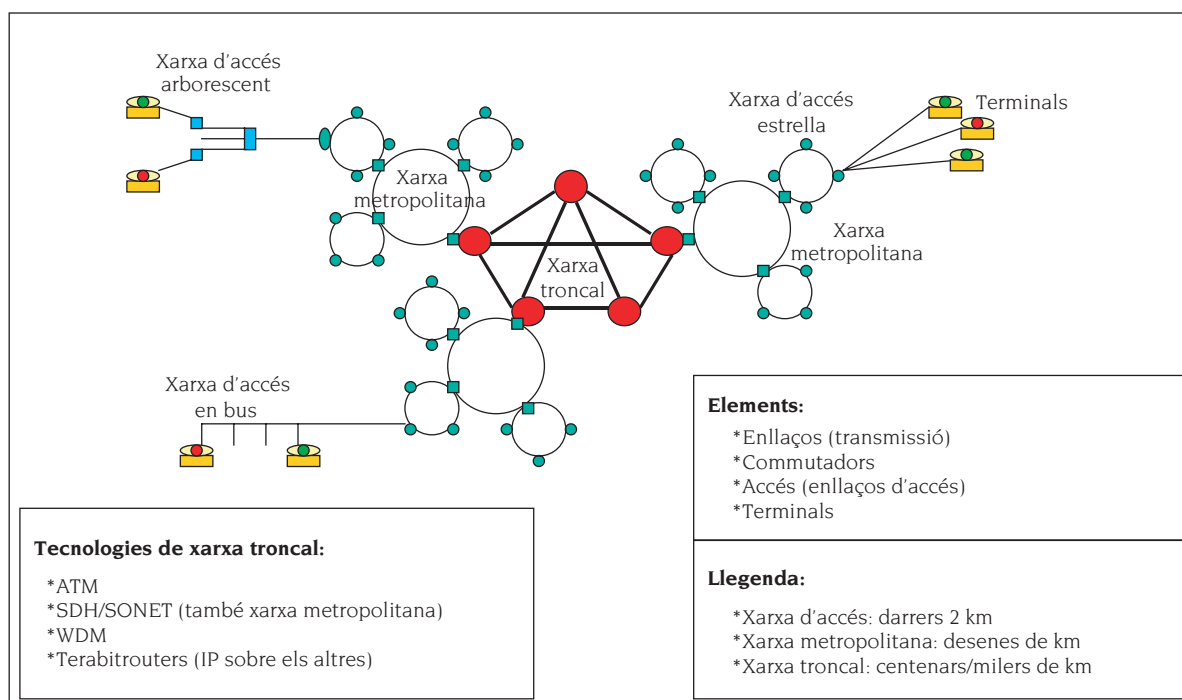 Xarxa d'accés
arborescent
Xarxa d'accés
estrella
Terminals
Xarxa
metropolitana
Xarxa
metropolitana
Xarxa
troncal
Xarxa d'accés
en bus
Elements:
*Enllaços (transmissió)
*Commutadors
*Accés (enllaços d'accés)
*Terminals
Tecnologies de xarxa troncal:
*ATM
*SDH/SONET (també xarxa metropolitana)
*WDM
*Terabitrouters (IP sobre els altres)
Llegenda:
*Xarxa d'accés: darrers 2 km
*Xarxa metropolitana: desenes de km
*Xarxa troncal: centenars/milers de km